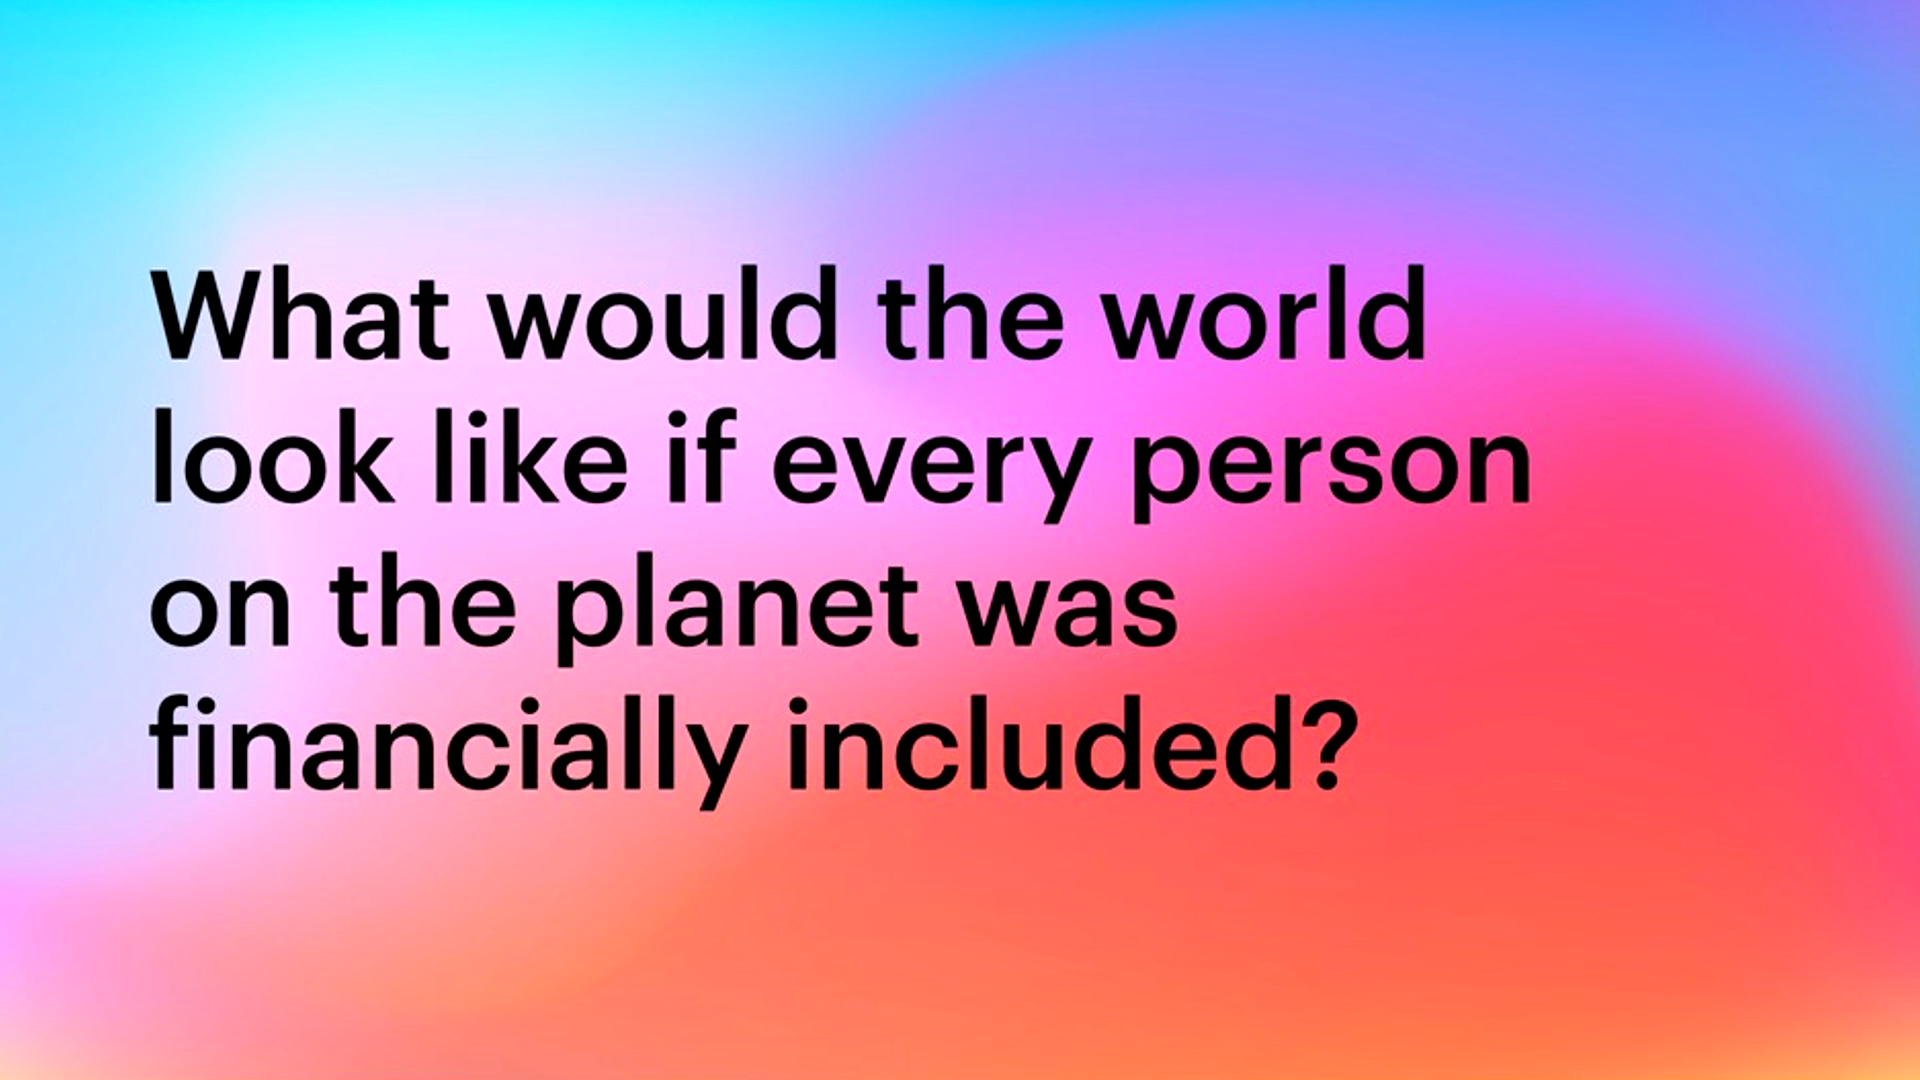 What would the world
look like if every person
on the planet was
financially included?